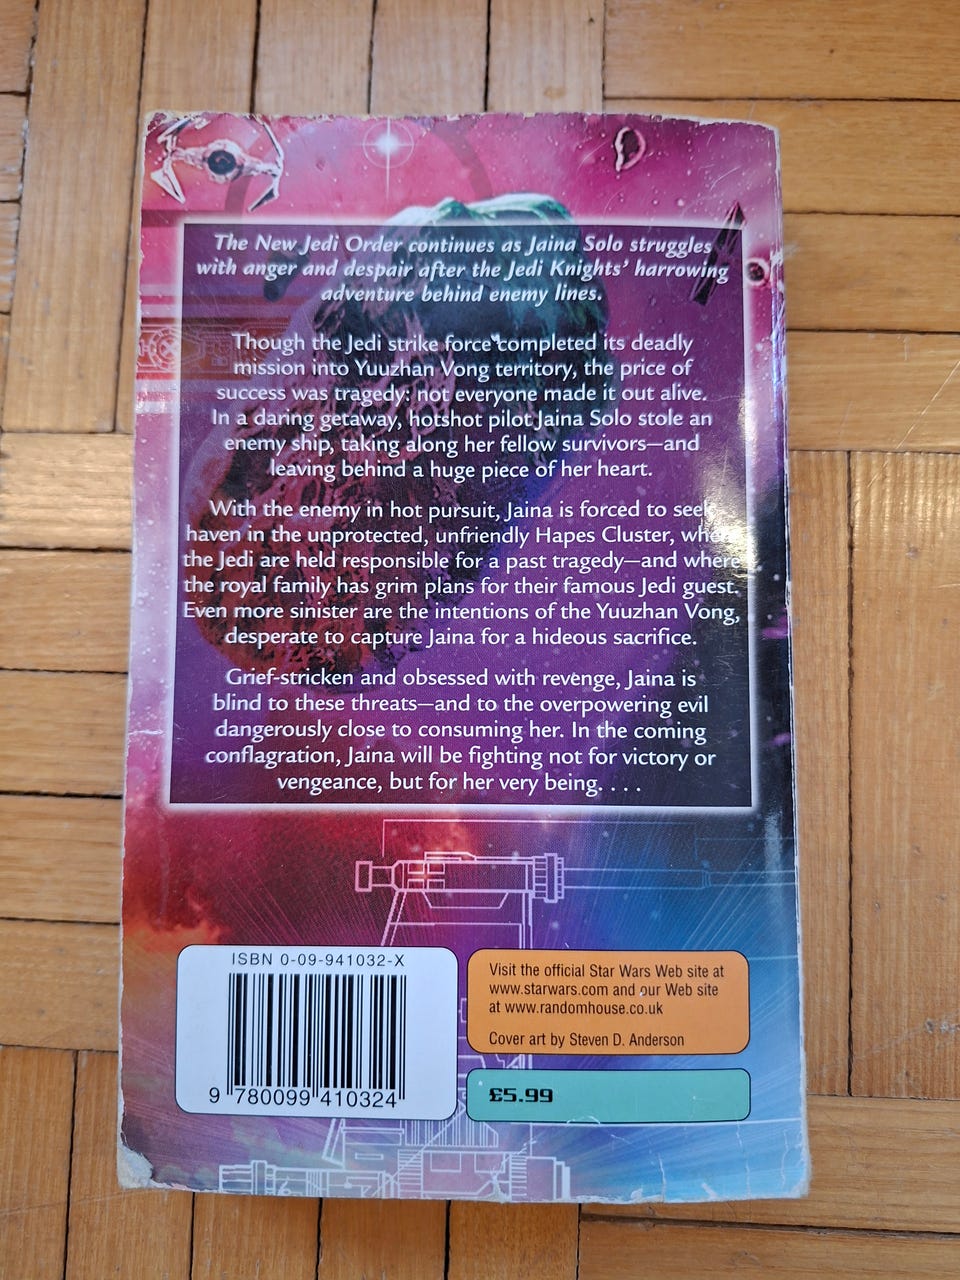 The New Jedi Order continues as Jaina Solo struggles
with anger and despair after the Jedi Knights' harrowing
adventure behind enemy lines.
Though the Jedi strike force completed its deadly
mission into Yuuzhan Vong territory, the price of
success was tragedy: not everyone made it out alive.
In a daring getaway, hotshot pilot Jaina Solo stole an
enemy ship, taking along her fellow survivors—and
leaving behind a huge piece of her heart.
With the enemy in hot pursuit, Jaina is forced to seek
haven in the unprotected, unfriendly Hapes Cluster, where
the Jedi are held responsible for a past tragedy—and where
the royal family has grim plans for their famous Jedi guest.
Even more sinister are the intentions of the Yuuzhan Vong,
desperate to capture Jaina for a hideous sacrifice.
Grief-stricken and obsessed with revenge, Jaina is
blind to these threats—and to the overpowering evil
dangerously close to consuming her. In the coming
conflagration, Jaina will be fighting not for victory or
vengeance, but for her very being. . . .
ISBN 0-09-941032-X
9 780099 410324
Visit the official Star Wars Web site at
www.starwars.com and our Web site
at www.randomhouse.co.uk
Cover art by Steven D. Anderson
£5.99